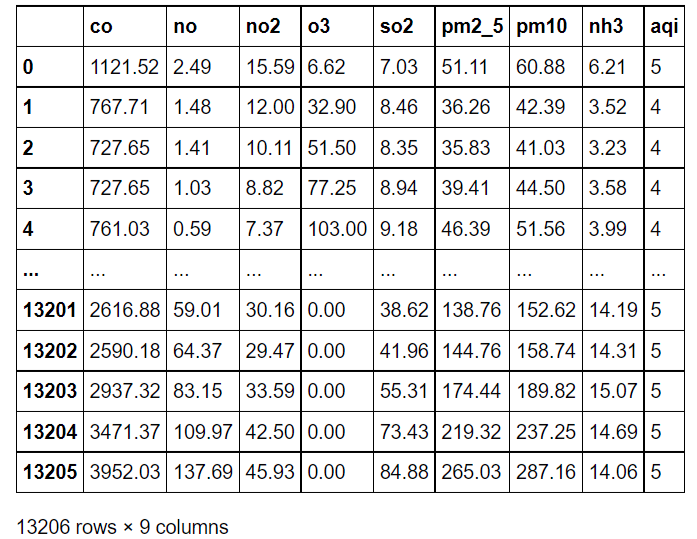 co no no2 o3 so2 pm2_5 pm10 nh3 aqi
0 1121.52 2.49 15.59 6.62 7.03 51.11 60.88 6.21 5
1 767.71 1.48 12.00 32.90 8.46 36.26 42.39 3.52 4
2 727.65 1.41 10.11 51.50 8.35 35.83 41.03 3.23 4
3 727.65 1.03 8.82 77.25 8.94 39.41 44.50 3.58 4
4 761.03 0.59 7.37 103.00 9.18 46.39 51.56 3.99 4
... ... ... ... ... ... ... ... ... ...
13201 2616.88 59.01 30.16 0.00 38.62 138.76 152.62 14.19 5
13202 2590.18 64.37 29.47 0.00 41.96 144.76 158.74 14.31 5
13203 2937.32 83.15 33.59 0.00 55.31 174.44 189.82 15.07 5
13204 3471.37 109.97 42.50 0.00 73.43 219.32 237.25 14.69 5
13205 3952.03 137.69 45.93 0.00 84.88 265.03 287.16 14.06 5
13206 rows × 9 columns